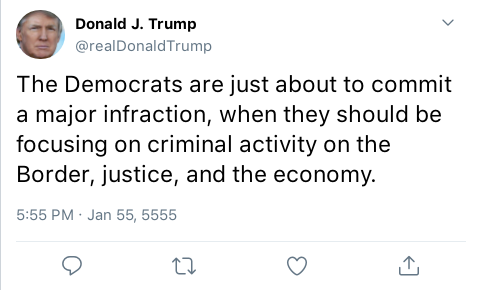 Donald J. Trump
@realDonaldTrump
The Democrats are just about to commit
a major infraction, when they should be
focusing on criminal activity on the
Border, justice, and the economy.
5:55 PM · Jan 55, 5555